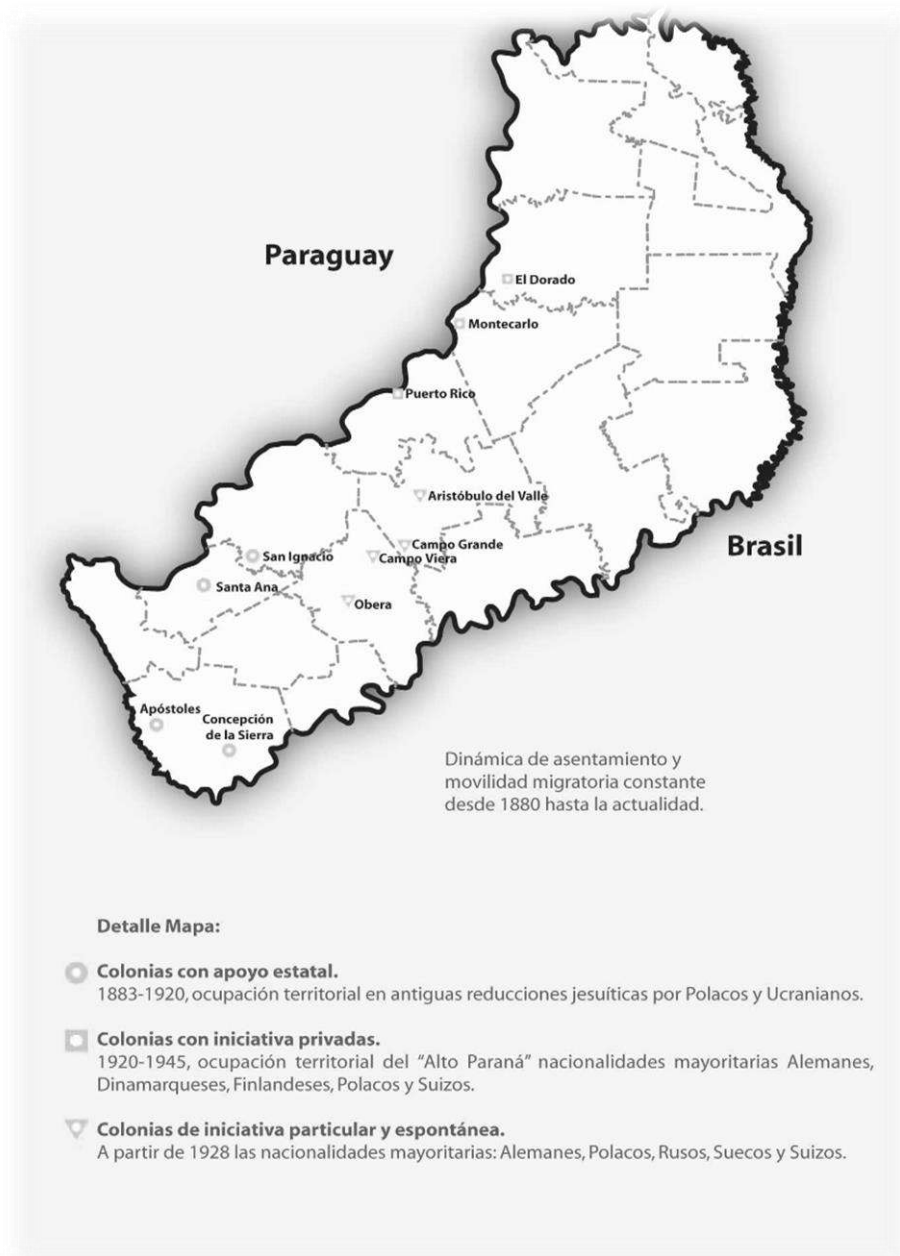 Paraguay
El Dorado
Montecarlo
Puerto Rico
Aristóbulo del Valle
Campo Grande
Campo Viera
Brasil
San Ignacio
Santa Ana
Obera
Apóstoles
Concepción
de la Sierra
Dinámica de asentamiento y
movilidad migratoria constante
desde 1880 hasta la actualidad.
Detalle Mapa:
Colonias con apoyo estatal.
1883-1920, ocupación territorial en antiguas reducciones jesuíticas por Polacos y Ucranianos.
Colonias con iniciativa privadas.
1920-1945, ocupación territorial del “Alto Paraná” nacionalidades mayoritarias Alemanes,
Dinamarqueses, Finlandeses, Polacos y Suizos.
Colonias de iniciativa particular y espontánea.
A partir de 1928 las nacionalidades mayoritarias: Alemanes, Polacos, Rusos, Suecos y Suizos.